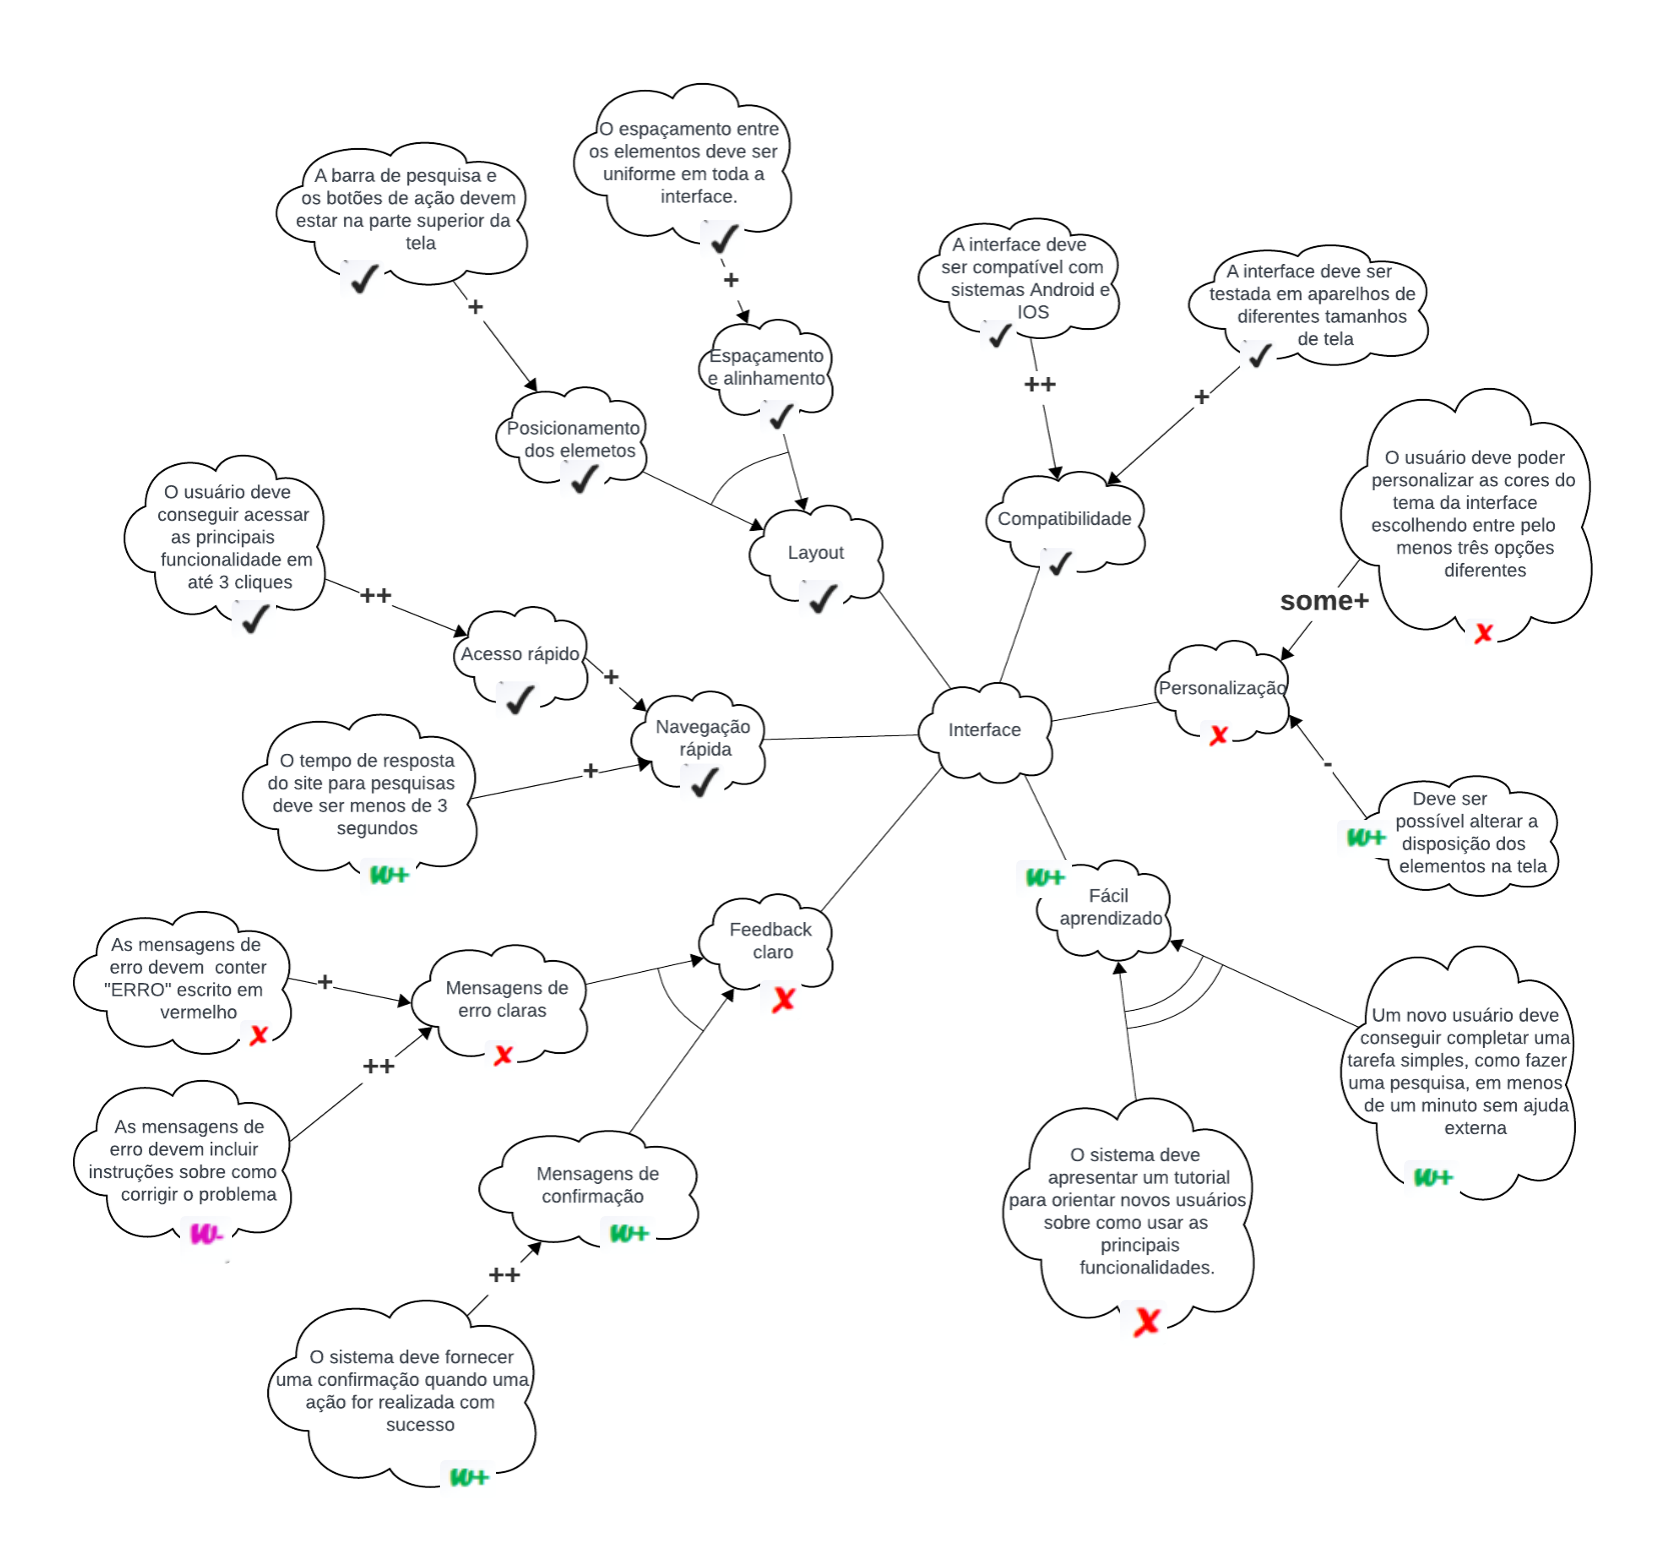 O espaçamento entre
os elementos deve ser
uniforme em toda a
interface.
+
A barra de pesquisa e
os botões de ação devem
estar na parte superior da
tela
+
A interface deve
ser compatível com
sistemas Android e
IOS
++
A interface deve ser
testada em aparelhos de
diferentes tamanhos
de tela
+
Espaçamento
e alinhamento
Posicionamento
dos elemetos
O usuário deve poder
personalizar as cores do
tema da interface
escolhendo entre pelo
menos três opções
diferentes
some+
O usuário deve
conseguir acessar
as principais
funcionalidade em
até 3 cliques
++
Layout
Compatibilidade
Acesso rápido
+
Personalização
Navegação
rápida
Interface
O tempo de resposta
do site para pesquisas
deve ser menos de 3
segundos
+
W+
-
Deve ser
possível alterar a
disposição dos
elementos na tela
W+
W+
Fácil
aprendizado
Feedback
claro
As mensagens de
erro devem conter
"ERRO" escrito em
vermelho
+
Mensagens de
erro claras
++
As mensagens de
erro devem incluir
instruções sobre como
corrigir o problema
W-
Um novo usuário deve
conseguir completar uma
tarefa simples, como fazer
uma pesquisa, em menos
de um minuto sem ajuda
externa
W+
Mensagens de
confirmação
W+
O sistema deve
apresentar um tutorial
para orientar novos usuários
sobre como usar as
principais
funcionalidades.
++
O sistema deve fornecer
uma confirmação quando uma
ação for realizada com
sucesso
W+